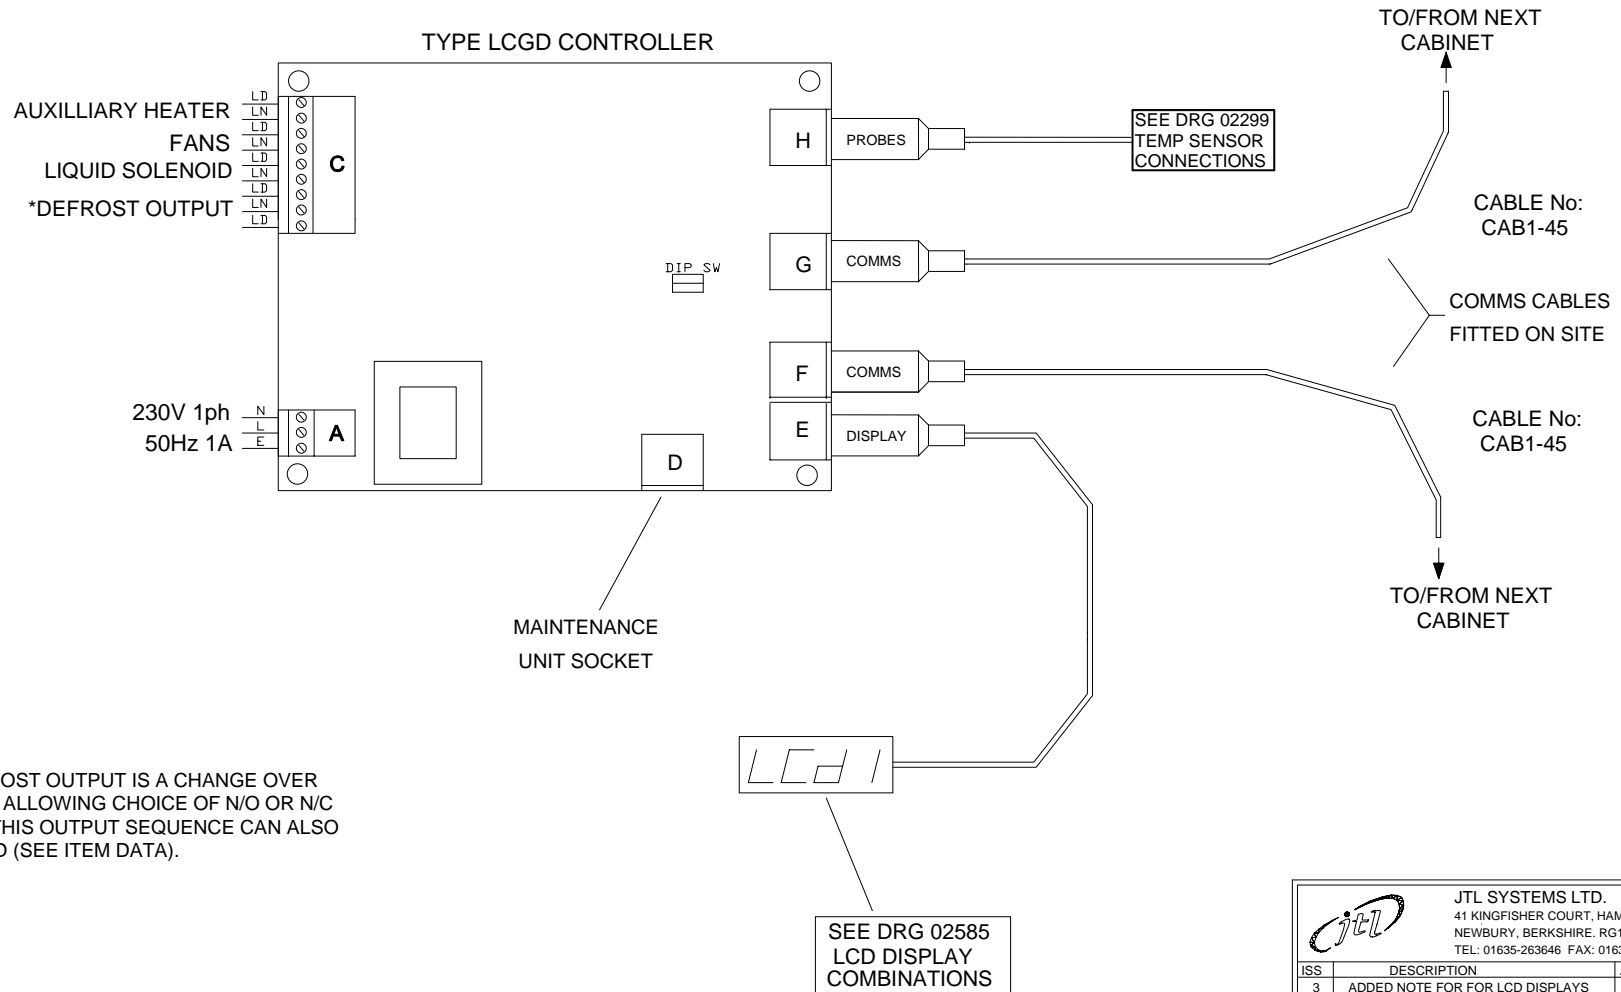 TO/FROM NEXT
CABINET
TYPE LCGD CONTROLLER
AUXILLIARY HEATER
FANS
LIQUID SOLENOID
*DEFROST OUTPUT
LD
LN
LD
LN
LD
LN
LD
LN
LD
C
H
PROBES
SEE DRG 02299
TEMP SENSOR
CONNECTIONS
CABLE No:
CAB1-45
G
COMMS
DIP SW
COMMS CABLES
FITTED ON SITE
F
COMMS
E
DISPLAY
230V 1ph
50Hz 1A
N
L
E
A
D
CABLE No:
CAB1-45
MAINTENANCE
UNIT SOCKET
TO/FROM NEXT
CABINET
LCd 1
OST OUTPUT IS A CHANGE OVER
ALLOWING CHOICE OF N/O OR N/C
THIS OUTPUT SEQUENCE CAN ALSO
D (SEE ITEM DATA).
SEE DRG 02585
LCD DISPLAY
COMBINATIONS
jtl
JTL SYSTEMS LTD.
41 KINGFISHER COURT, HAM
NEWBURY, BERKSHIRE. RG1
TEL: 01635-263646 FAX: 0163
ISS DESCRIPTION
3 ADDED NOTE FOR FOR LCD DISPLAYS